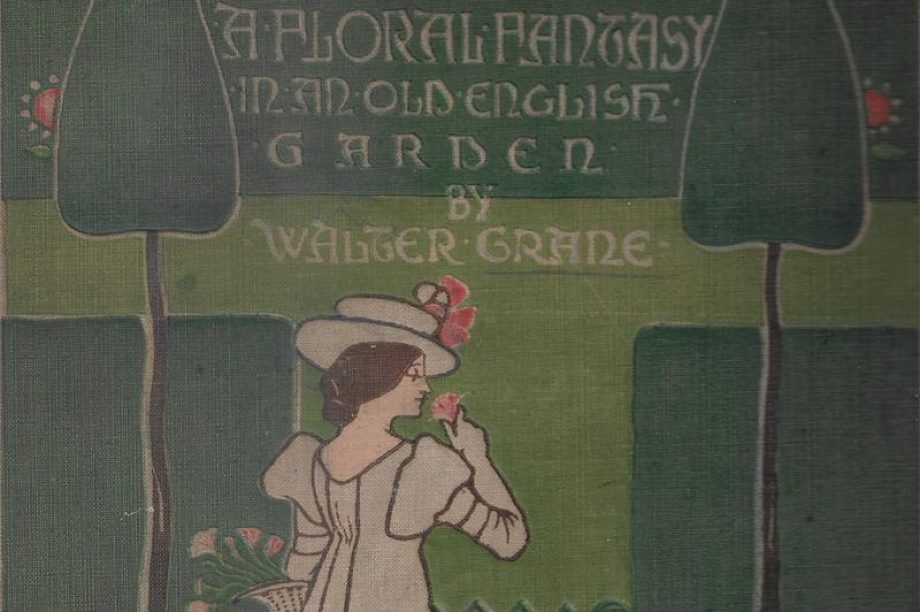 A·FLORAL·FANTASY
·IN·AN·OLD·ENGLISH·
·GARDEN·
BY
·WALTER·CRANE·